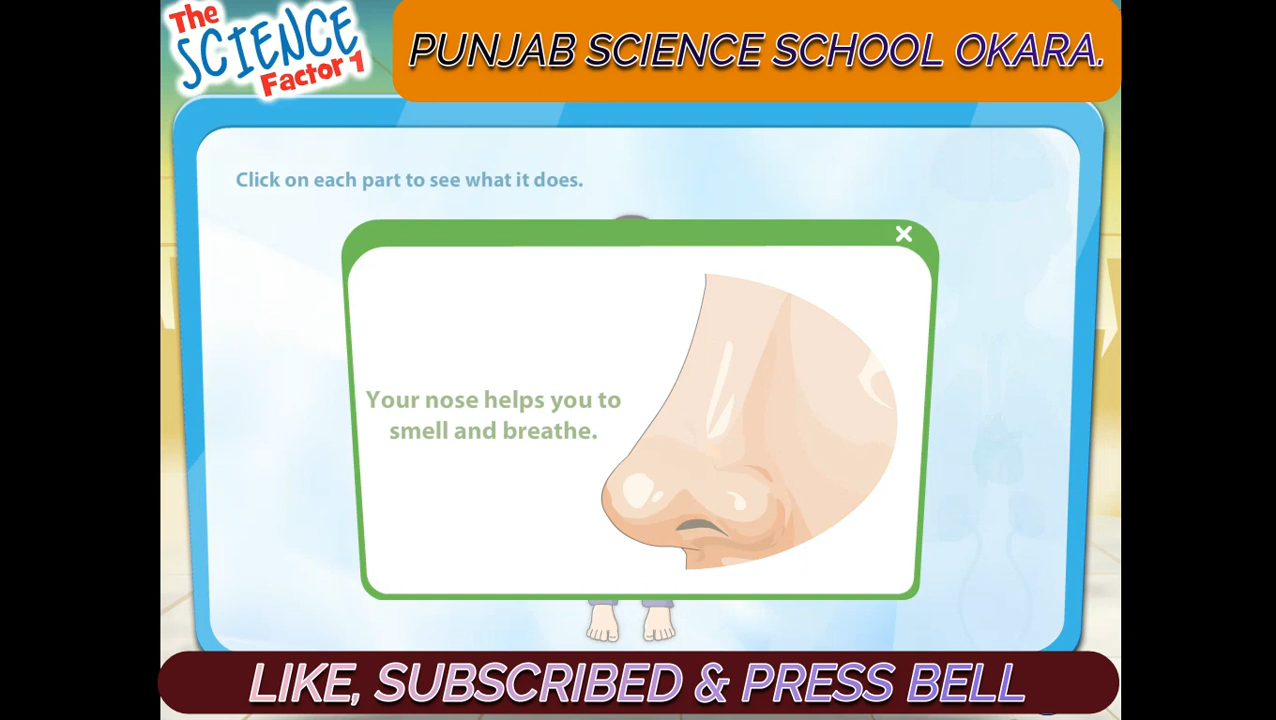 The
SCIENCE
Factor 1
PUNJAB SCIENCE SCHOOL OKARA.
Click on each part to see what it does.
Your nose helps you to
smell and breathe.
LIKE, SUBSCRIBED & PRESS BELL